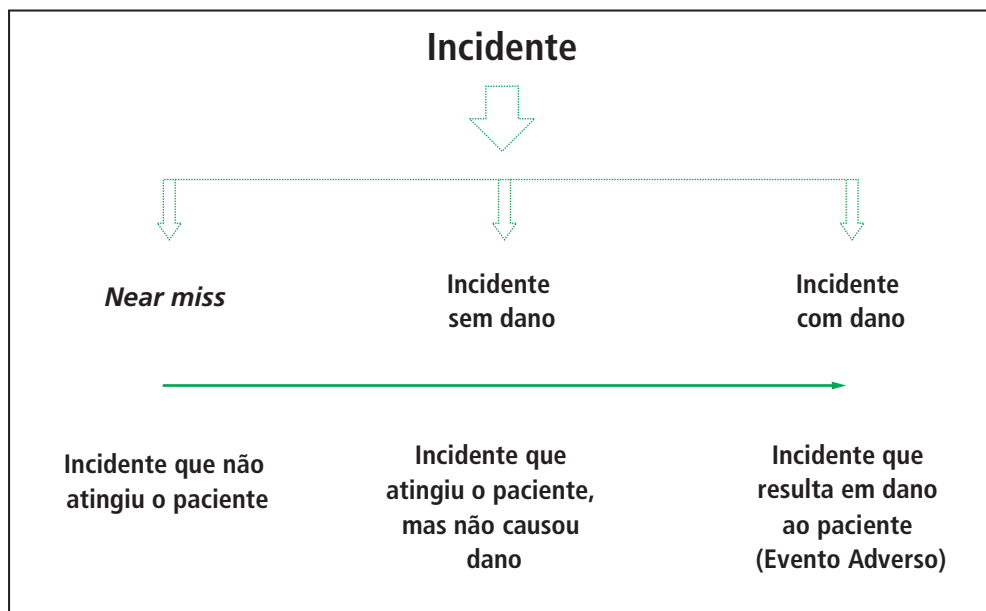 Incidente
Near miss
Incidente
sem dano
Incidente
com dano
Incidente que não
atingiu o paciente
Incidente que
atingiu o paciente,
mas não causou
dano
Incidente que
resulta em dano
ao paciente
(Evento Adverso)